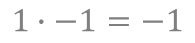 1 · −1 = −1